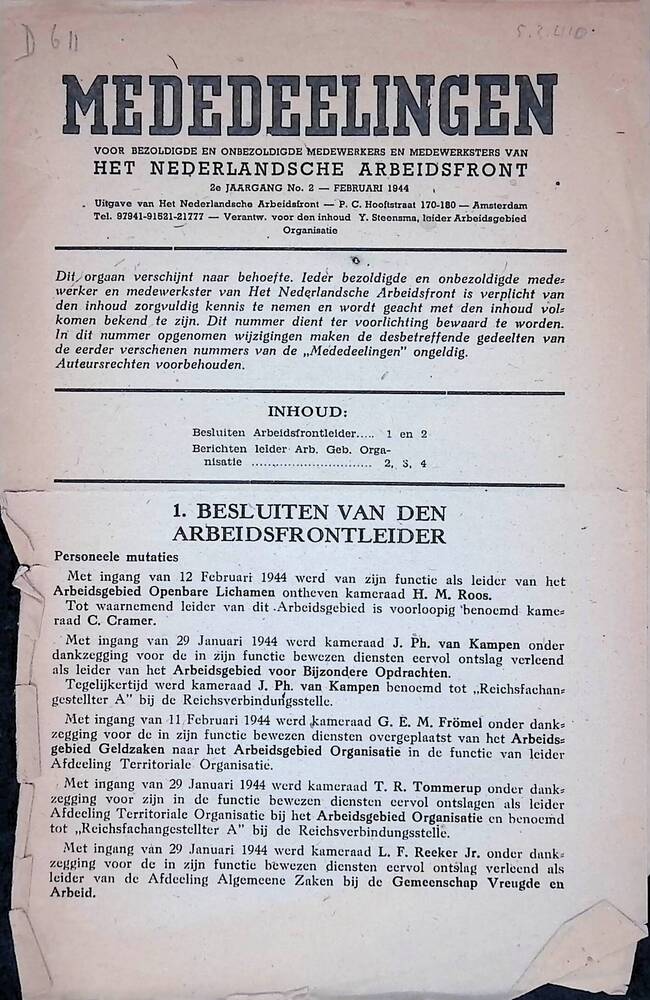 D 611
MEDEDEELINGEN
VOOR BEZOLDIGDE EN ONBEZOLDIGDE MEDEWERKERS EN MEDEWERKSTERS VAN
HET NEDERLANDSCHE ARBEIDSFRONT
2e JAARGANG No. 2 — FEBRUARI 1944
Uitgave van Het Nederlandsche Arbeidsfront — P. C. Hooftstraat 170-180 — Amsterdam
Tel. 97941-91521-21777 — Verantw. voor den inhoud Y. Steensma, leider Arbeidsgebied
Organisatie
Dit orgaan verschijnt naar behoefte. Ieder bezoldigde en onbezoldigde mede=
werker en medewerkster van Het Nederlandsche Arbeidsfront is verplicht van
den inhoud zorgvuldig kennis te nemen en wordt geacht met den inhoud vol=
komen bekend te zijn. Dit nummer dient ter voorlichting bewaard te worden.
In dit nummer opgenomen wijzigingen maken de desbetreffende gedeelten van
de eerder verschenen nummers van de „Mededeelingen" ongeldig.
Auteursrechten voorbehouden.
INHOUD:
Besluiten Arbeidsfrontleider..... 1 en 2
Berichten leider Arb. Geb. Orga-
nisatie .............................. 2, 3, 4
1. BESLUITEN VAN DEN
ARBEIDSFRONTLEIDER
Personeele mutaties
Met ingang van 12 Februari 1944 werd van zijn functie als leider van het
Arbeidsgebied Openbare Lichamen ontheven kameraad H. M. Roos.
Tot waarnemend leider van dit Arbeidsgebied is voorloopig benoemd kame=
raad C. Cramer.
Met ingang van 29 Januari 1944 werd kameraad J. Ph. van Kampen onder
dankzegging voor de in zijn functie bewezen diensten eervol ontslag verleend
als leider van het Arbeidsgebied voor Bijzondere Opdrachten.
Tegelijkertijd werd kameraad J. Ph. van Kampen benoemd tot „Reichsfachan=
gestellter A" bij de Reichsverbindungsstelle.
Met ingang van 11 Februari 1944 werd kameraad G. E. M. Frömel onder dank=
zegging voor de in zijn functie bewezen diensten overgeplaatst van het Arbeids=
gebied Geldzaken naar het Arbeidsgebied Organisatie in de functie van leider
Afdeeling Territoriale Organisatie.
Met ingang van 29 Januari 1944 werd kameraad T. R. Tommerup onder dank=
zegging voor zijn in de functie bewezen diensten eervol ontslagen als leider
Afdeeling Territoriale Organisatie bij het Arbeidsgebied Organisatie en benoemd
tot „Reichsfachangestellter A" bij de Reichsverbindungsstelle.
Met ingang van 29 Januari 1944 werd kameraad L. F. Reeker Jr. onder dank=
zegging voor de in zijn functie bewezen diensten eervol ontslag verleend als
leider van de Afdeeling Algemeene Zaken bij de Gemeenschap Vreugde en
Arbeid.